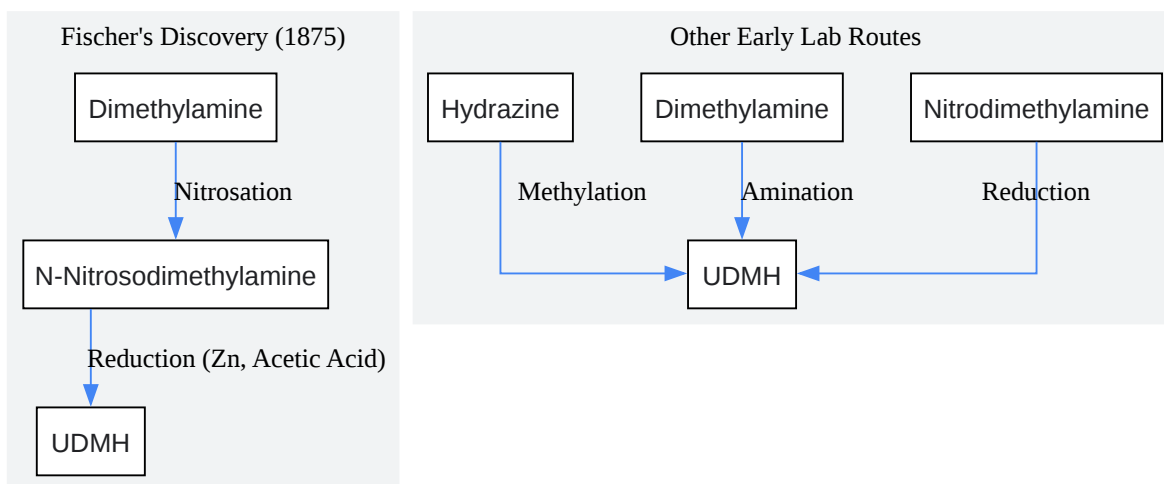 Fischer's Discovery (1875)
Dimethylamine
Nitrosation
N-Nitrosodimethylamine
Reduction (Zn, Acetic Acid)
UDMH
Other Early Lab Routes
Hydrazine
Dimethylamine
Nitrodimethylamine
Methylation
Amination
Reduction
UDMH